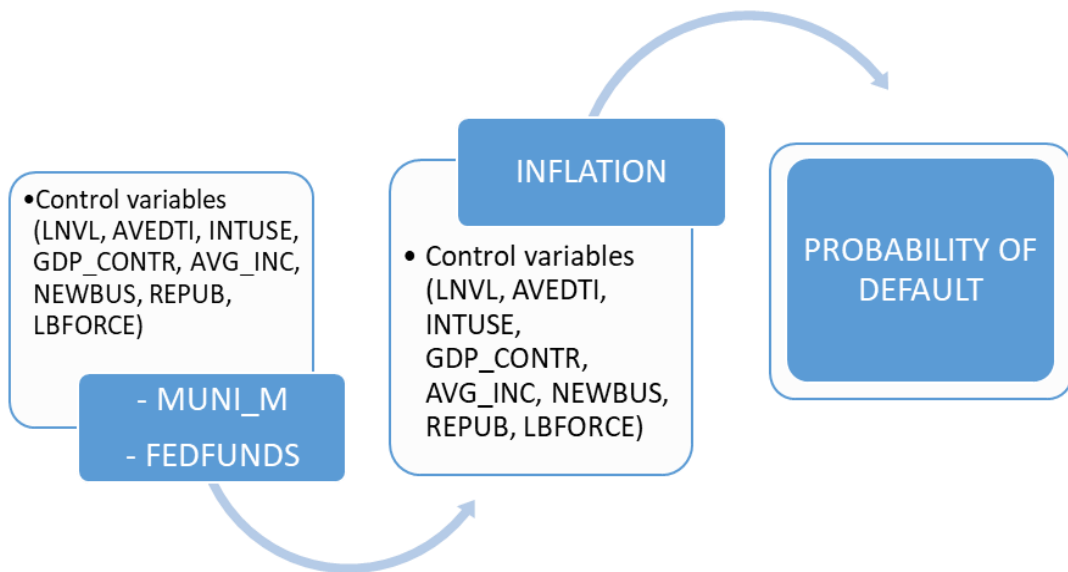 •Control variables
(LNVL, AVEDTI, INTUSE,
GDP_CONTR, AVG_INC,
NEWBUS, REPUB,
LBFORCE)
- MUNI_M
- FEDFUNDS
INFLATION
• Control variables
(LNVL, AVEDTI,
INTUSE,
GDP_CONTR,
AVG_INC, NEWBUS,
REPUB, LBFORCE)
PROBABILITY OF
DEFAULT